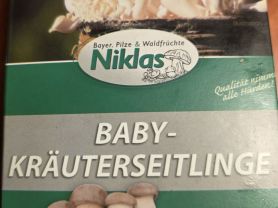 Bayer. Pilze & Waldfrüchte
Niklas
Qualität nimmt
alle Hürden!
BABY-
KRÄUTERSEITLINGE